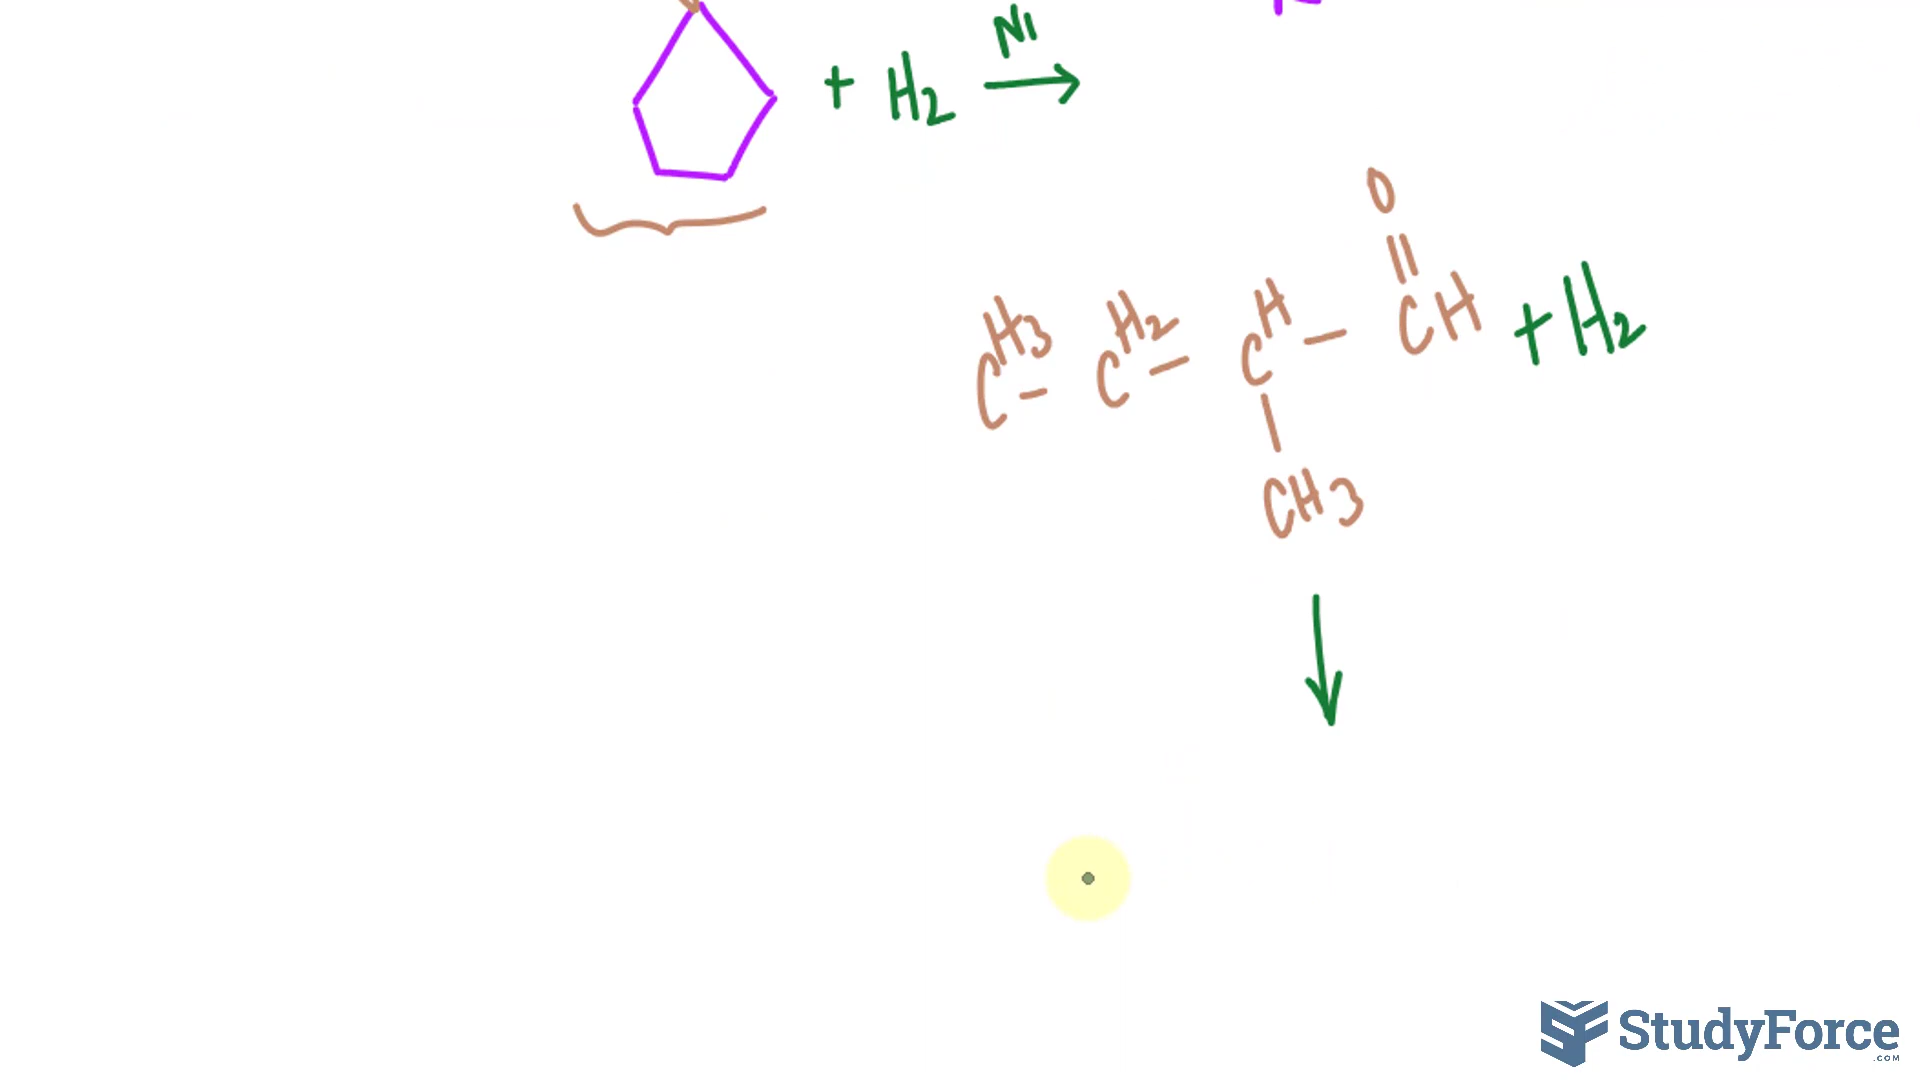 Ni
+ H2 →
O
||
CH3 - CH2 - CH - CH + H2
|
CH3
↓
StudyForce
.COM